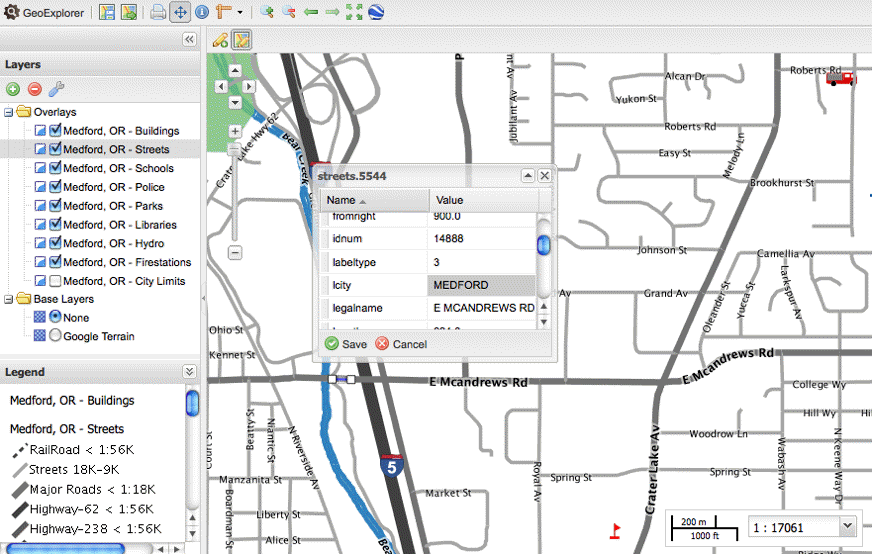 GeoExplorer
Layers
Overlays
Medford, OR - Buildings
Medford, OR - Streets
Medford, OR - Schools
Medford, OR - Police
Medford, OR - Parks
Medford, OR - Libraries
Medford, OR - Hydro
Medford, OR - Firestations
Medford, OR - City Limits
Base Layers
None
Google Terrain
Legend
Medford, OR - Buildings
Medford, OR - Streets
RailRoad < 1:56K
Streets 18K-9K
Major Roads < 1:18K
Highway-62 < 1:56K
Highway-238 < 1:56K
streets.5544
Name
Value
fromright
900.0
idnum
14888
labeltype
3
lcity
MEDFORD
legalname
E MCANDREWS RD
Save
Cancel
Crater Lake Hwy 62
Bear Creek
Jubilant Av
Alcan Dr
Yukon St
Roberts Rd
Roberts Rd
Easy St
Melody Ln
Brookhurst St
Johnson St
Camellia Av
Grand Av
Av
Oleander St
Yucca St
Larkspur Av
Ohio St
Kennet St
E Mcandrews Rd
E Mcandrews Rd
College Wy
Hill Wy
Beatty St
Niantic St
N Riverside Av
Court St
Woodrow Ln
Wabash Av
N Keene Way Dr
Manzanita St
5
Spring St
Spring St
Royal Av
Crater Lake Av
Market St
Boardman St
Liberty St
Alice St
200 m
1000 ft
1 : 17061